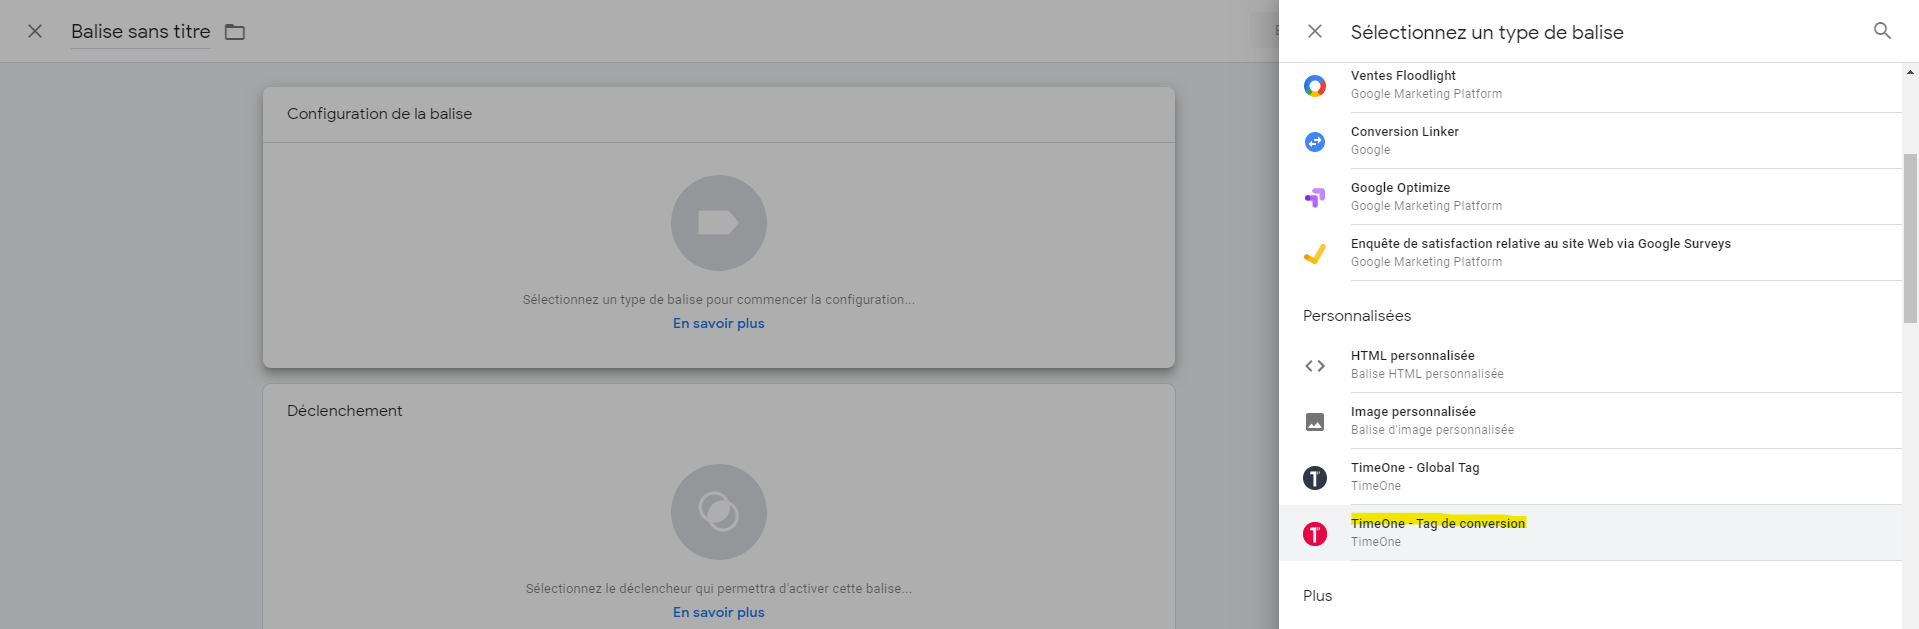 Balise sans titre
Configuration de la balise
Sélectionnez un type de balise pour commencer la configuration...
En savoir plus
Déclenchement
Sélectionnez le déclencheur qui permettra d'activer cette balise...
En savoir plus
Sélectionnez un type de balise
Ventes Floodlight
Google Marketing Platform
Conversion Linker
Google
Google Optimize
Google Marketing Platform
Enquête de satisfaction relative au site Web via Google Surveys
Google Marketing Platform
Personnalisées
HTML personnalisée
Balise HTML personnalisée
Image personnalisée
Balise d'image personnalisée
TimeOne - Global Tag
TimeOne
TimeOne - Tag de conversion
TimeOne
Plus